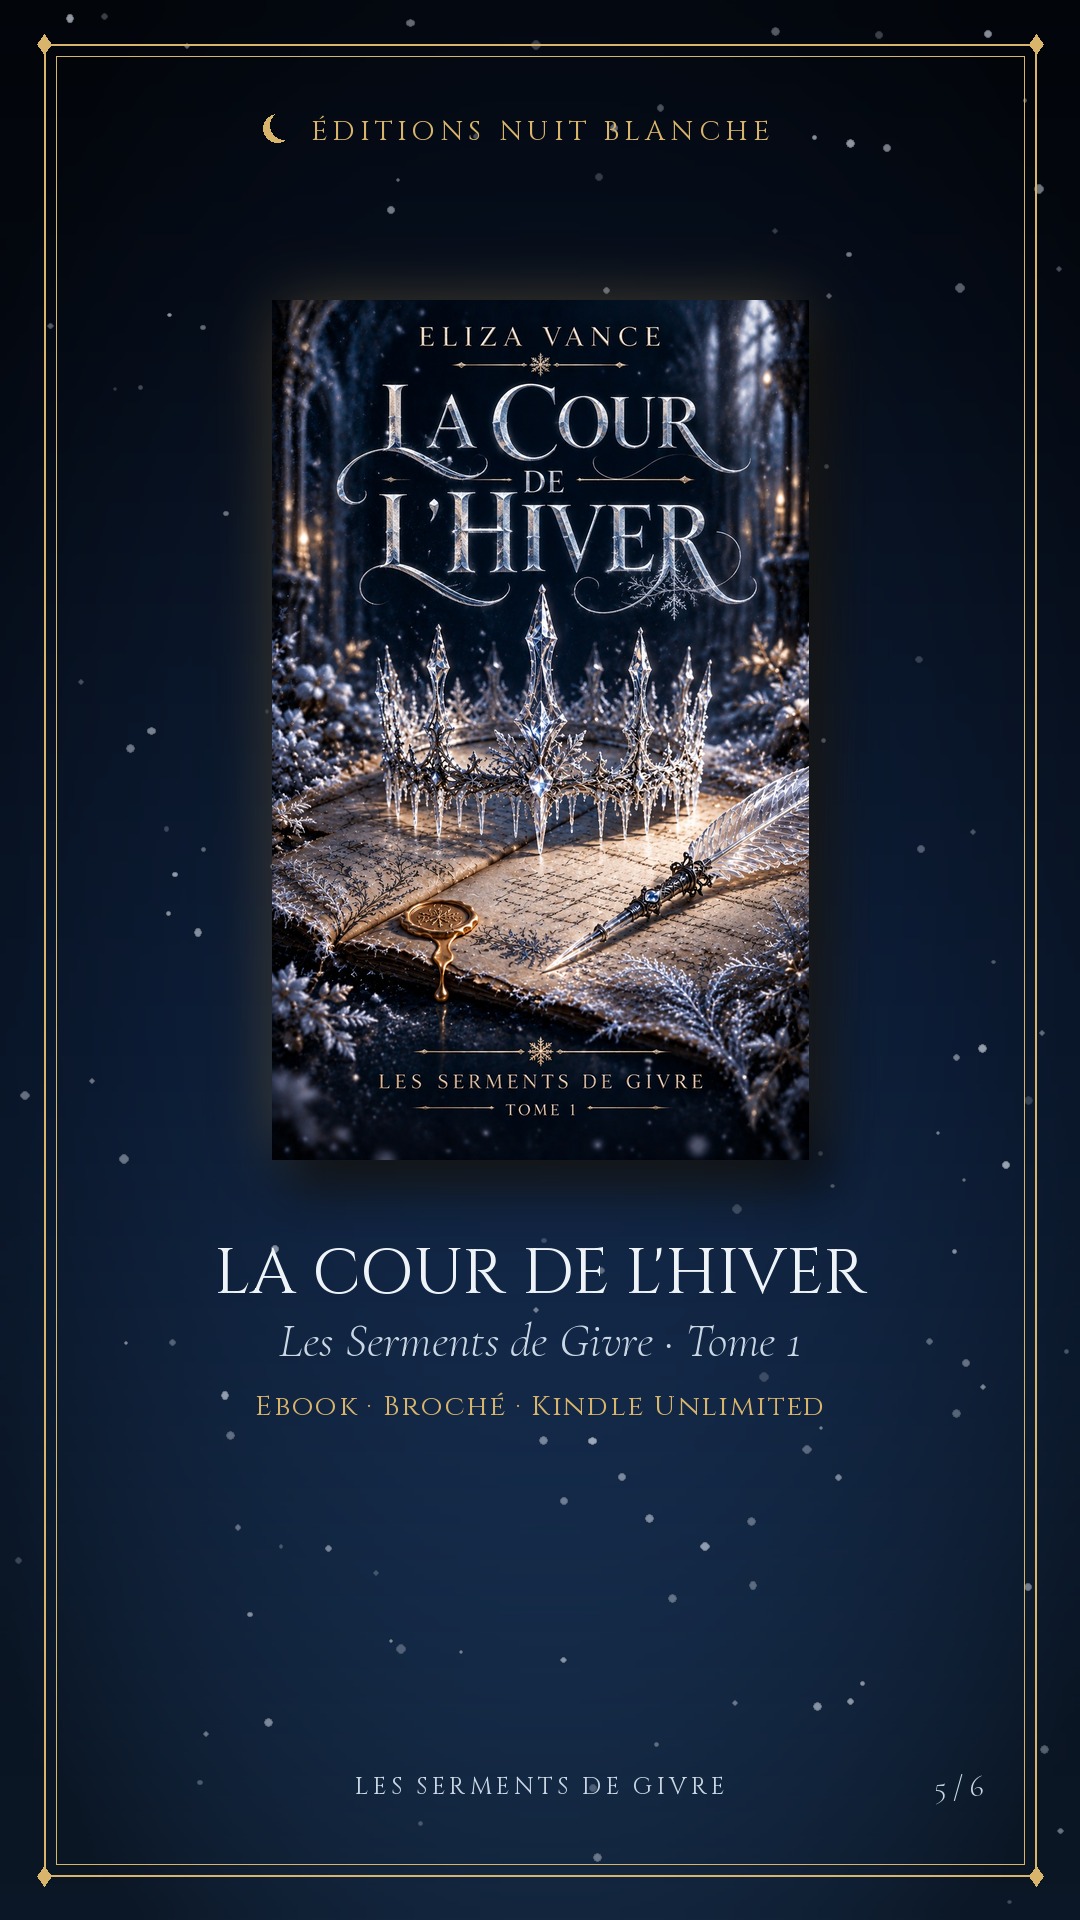 ÉDITIONS NUIT BLANCHE
ELIZA VANCE
LA COUR
DE
L'HIVER
LES SERMENTS DE GIVRE
TOME 1
LA COUR DE L'HIVER
Les Serments de Givre · Tome 1
EBOOK · BROCHÉ · KINDLE UNLIMITED
LES SERMENTS DE GIVRE
5/6